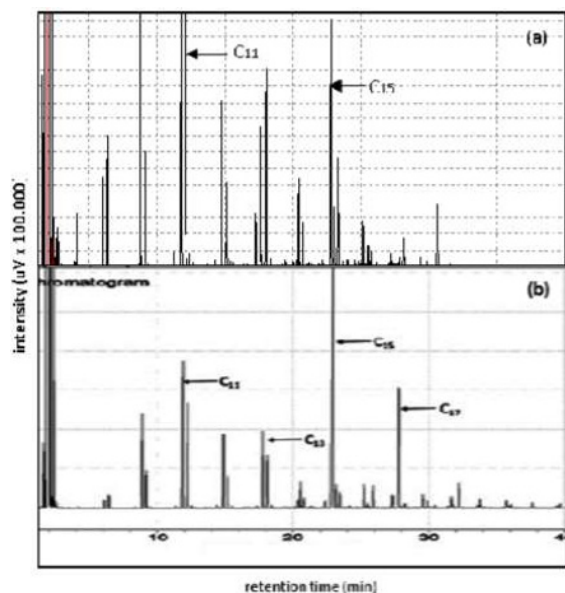 (a)
C11
C15
hromatogram
(b)
C15
C11
C17
C13
intensity (uV x 100.000)
10 20 30 40
retention time (min)